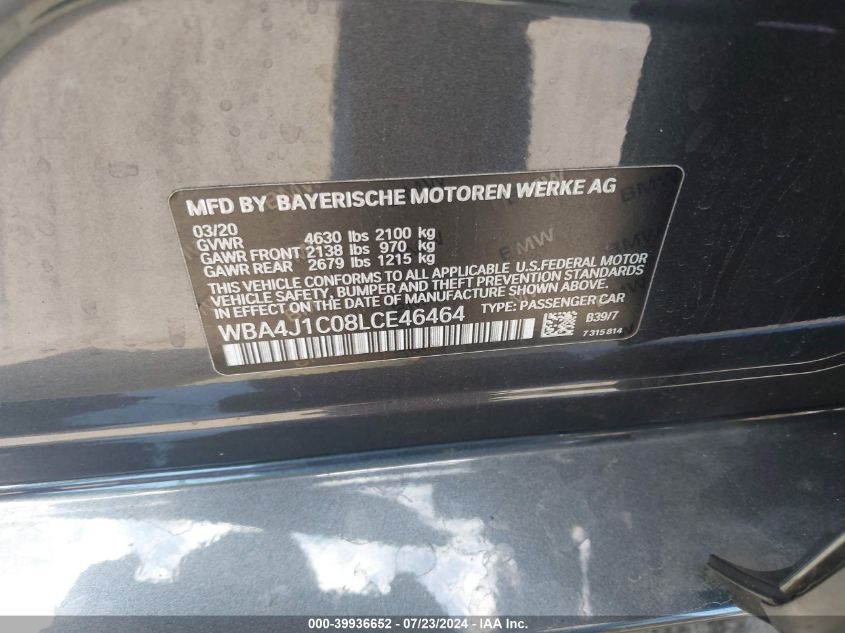 MFD BY BAYERISCHE MOTOREN WERKE AG
03/20
GVWR 4630 lbs 2100 kg
GAWR FRONT 2138 lbs 970 kg
GAWR REAR 2679 lbs 1215 kg
THIS VEHICLE CONFORMS TO ALL APPLICABLE U.S.FEDERAL MOTOR
VEHICLE SAFETY, BUMPER AND THEFT PREVENTION STANDARDS
IN EFFECT ON THE DATE OF MANUFACTURE SHOWN ABOVE.
WBA4J1C08LCE46464 TYPE: PASSENGER CAR
B39/7
7 315 814
BMW
000-39936652 / 07/23/2024 - IAA Inc.